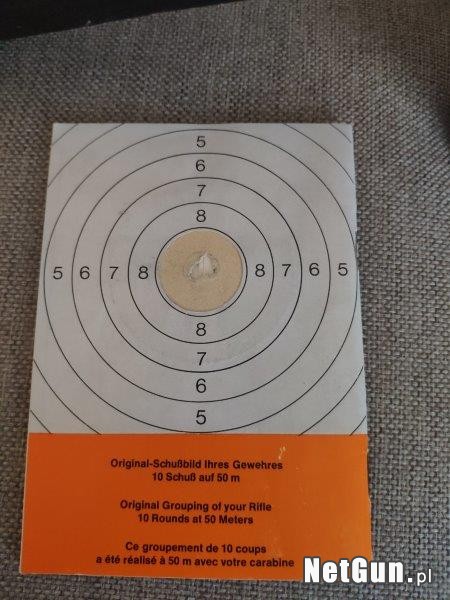 5
6
7
8
5 6 7 8 8 7 6 5
8
7
6
5
Original-Schußbild Ihres Gewehres
10 Schuß auf 50 m
Original Grouping of your Rifle
10 Rounds at 50 Meters
Ce groupement de 10 coups
a été réalisé à 50 m avec votre carabine
NetGun.pl